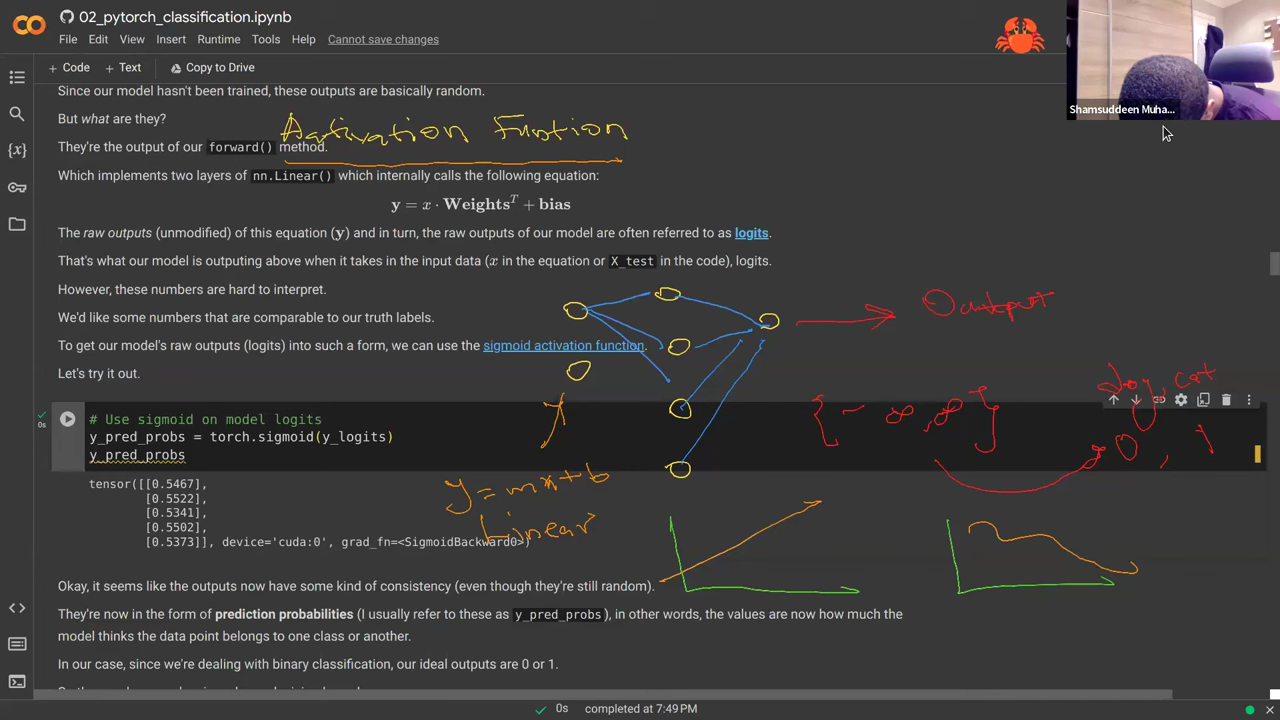 02_pytorch_classification.ipynb
File Edit View Insert Runtime Tools Help Cannot save changes
+ Code + Text Copy to Drive
Shamsuddeen Muha...
Since our model hasn't been trained, these outputs are basically random.
But what are they?
Activation Function
They're the output of our forward() method.
Which implements two layers of nn.Linear() which internally calls the following equation:
y = x · Weights^T + bias
The raw outputs (unmodified) of this equation (y) and in turn, the raw outputs of our model are often referred to as logits.
That's what our model is outputting above when it takes in the input data (x in the equation or X_test in the code), logits.
However, these numbers are hard to interpret.
Output
We'd like some numbers that are comparable to our truth labels.
To get our model's raw outputs (logits) into such a form, we can use the sigmoid activation function.
Let's try it out.
dog, cat
{-∞, ∞}
0, 1
0s
# Use sigmoid on model logits
y_pred_probs = torch.sigmoid(y_logits)
y_pred_probs
y = mx+b
Linear
tensor([[0.5467],
[0.5522],
[0.5341],
[0.5502],
[0.5373]], device='cuda:0', grad_fn=<SigmoidBackward0>)
Okay, it seems like the outputs now have some kind of consistency (even though they're still random).
They're now in the form of prediction probabilities (I usually refer to these as y_pred_probs), in other words, the values are now how much the
model thinks the data point belongs to one class or another.
In our case, since we're dealing with binary classification, our ideal outputs are 0 or 1.
0s completed at 7:49 PM